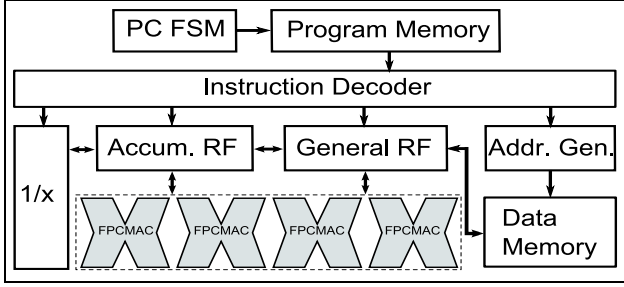 PC FSM
Program Memory
Instruction Decoder
1/x
Accum. RF
General RF
Addr. Gen.
FPCMAC
FPCMAC
FPCMAC
FPCMAC
Data
Memory